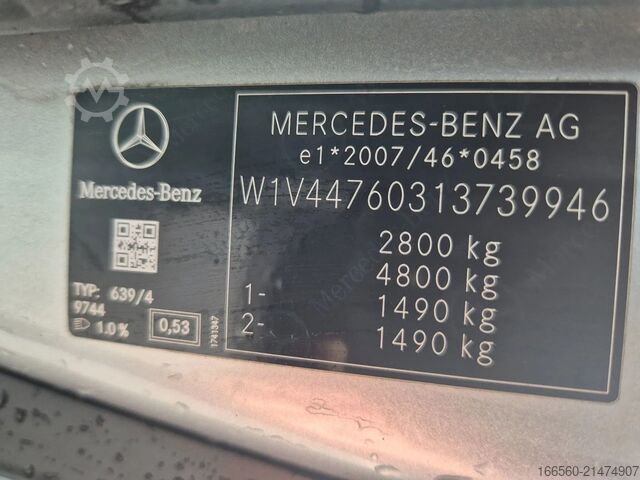 MERCEDES-BENZ AG
e1*2007/46*0458
W1V44760313739946
2800 kg
4800 kg
1- 1490 kg
2- 1490 kg
Mercedes-Benz
TYP: 639/4
9744
1.0% 0,53
1741347
166560-21474907